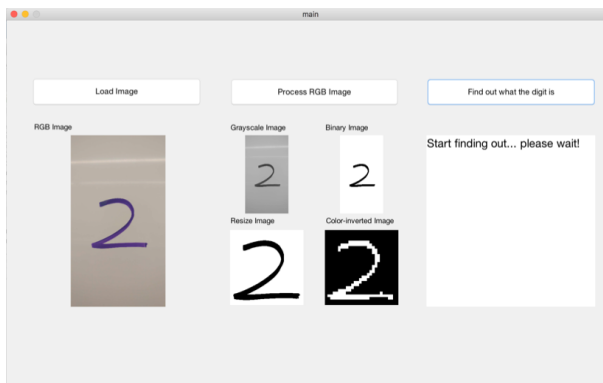 main
Load Image
Process RGB Image
Find out what the digit is
RGB Image
Grayscale Image
Binary Image
Start finding out... please wait!
2
2
2
Resize Image
Color-inverted Image
2
2